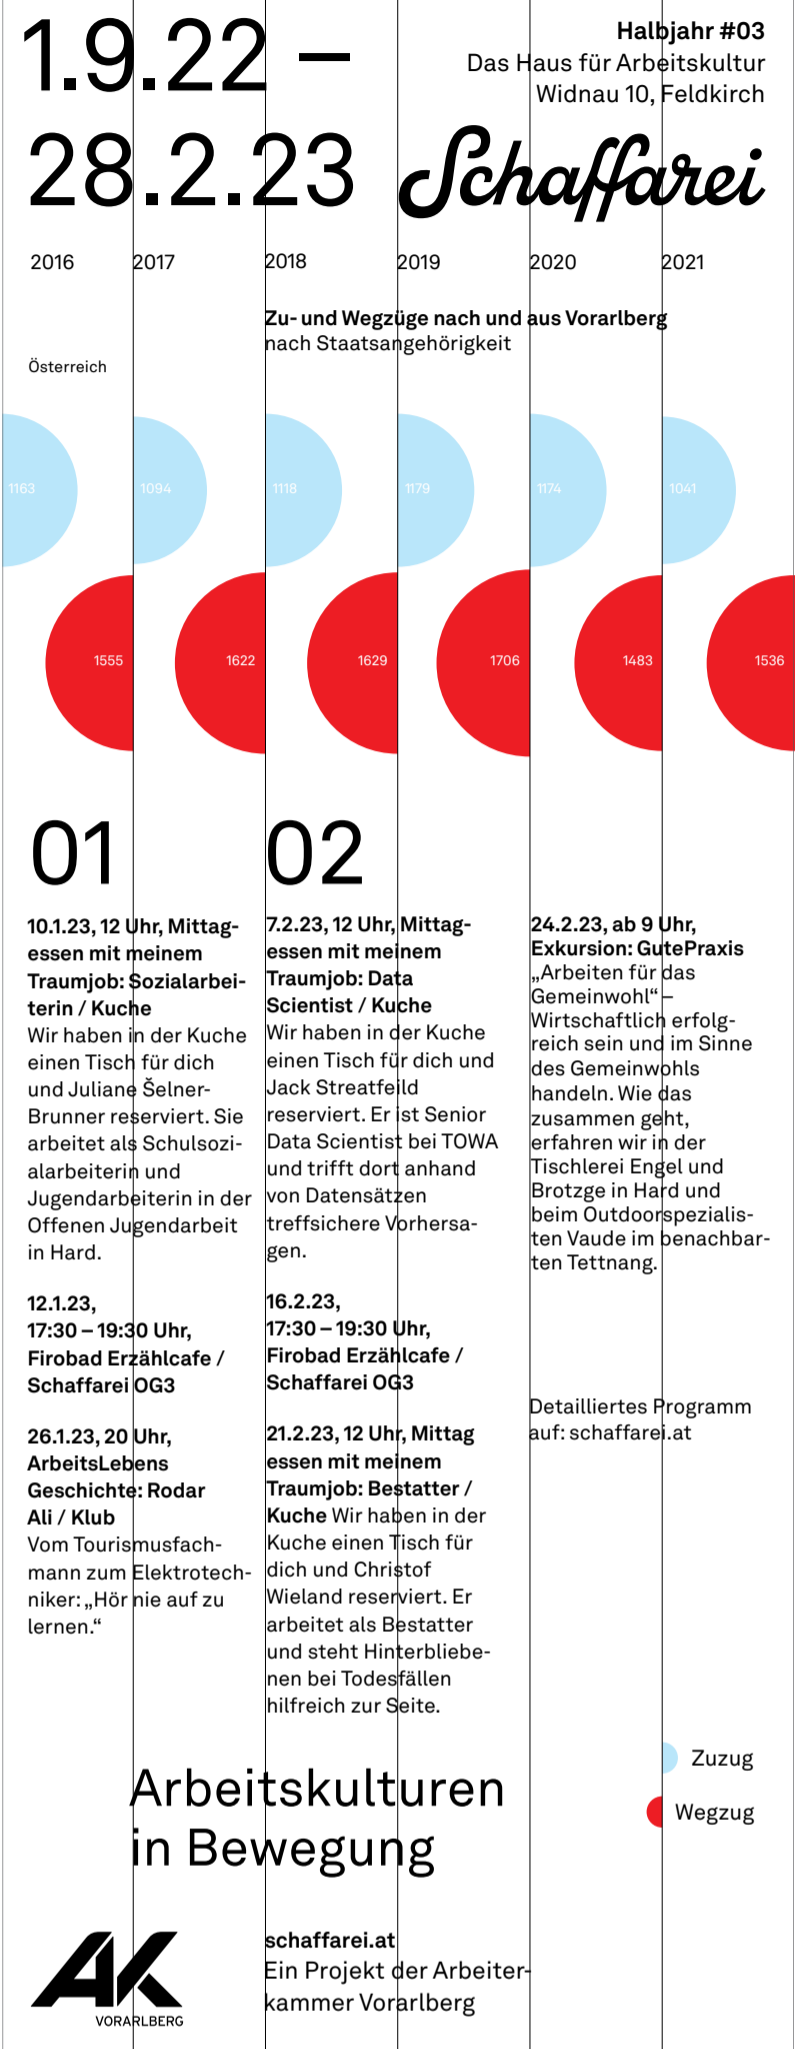 1.9.22 –
28.2.23
Halbjahr #03
Das Haus für Arbeitskultur
Widnau 10, Feldkirch
Schaffarei
2016 2017 2018 2019 2020 2021
Zu- und Wegzüge nach und aus Vorarlberg
nach Staatsangehörigkeit
Österreich
1163 1094 1118 1179 1174 1041
1555 1622 1629 1706 1483 1536
01
10.1.23, 12 Uhr, Mittag-
essen mit meinem
Traumjob: Sozialarbei-
terin / Kuche
Wir haben in der Kuche
einen Tisch für dich
und Juliane Šelner-
Brunner reserviert. Sie
arbeitet als Schulsozi-
alarbeiterin und
Jugendarbeiterin in der
Offenen Jugendarbeit
in Hard.
12.1.23,
17:30 – 19:30 Uhr,
Firobad Erzählcafe /
Schaffarei OG3
26.1.23, 20 Uhr,
ArbeitsLebens
Geschichte: Rodar
Ali / Klub
Vom Tourismusfach-
mann zum Elektrotech-
niker: „Hör nie auf zu
lernen.“
02
7.2.23, 12 Uhr, Mittag-
essen mit meinem
Traumjob: Data
Scientist / Kuche
Wir haben in der Kuche
einen Tisch für dich und
Jack Streatfeild
reserviert. Er ist Senior
Data Scientist bei TOWA
und trifft dort anhand
von Datensätzen
treffsichere Vorhersa-
gen.
16.2.23,
17:30 – 19:30 Uhr,
Firobad Erzählcafe /
Schaffarei OG3
21.2.23, 12 Uhr, Mittag
essen mit meinem
Traumjob: Bestatter /
Kuche Wir haben in der
Kuche einen Tisch für
dich und Christof
Wieland reserviert. Er
arbeitet als Bestatter
und steht Hinterbliebe-
nen bei Todesfällen
hilfreich zur Seite.
24.2.23, ab 9 Uhr,
Exkursion: GutePraxis
„Arbeiten für das
Gemeinwohl“ –
Wirtschaftlich erfolg-
reich sein und im Sinne
des Gemeinwohls
handeln. Wie das
zusammen geht,
erfahren wir in der
Tischlerei Engel und
Brotzge in Hard und
beim Outdoorspezialis-
ten Vaude im benachbar-
ten Tettnang.
Detailliertes Programm
auf: schaffarei.at
Zuzug
Wegzug
Arbeitskulturen
in Bewegung
AK
VORARLBERG
schaffarei.at
Ein Projekt der Arbeiter-
kammer Vorarlberg